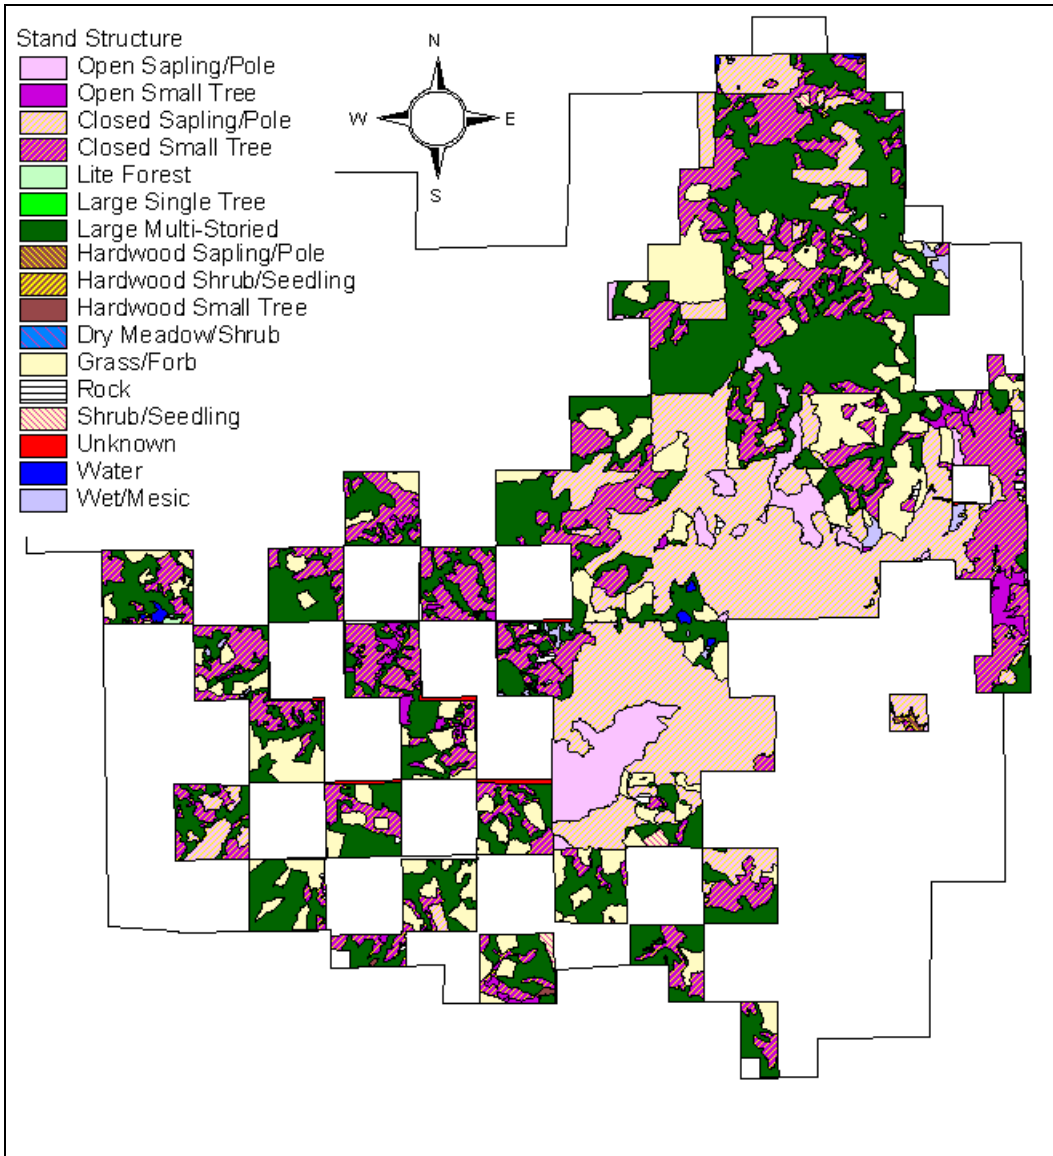 Stand Structure
Open Sapling/Pole
Open Small Tree
Closed Sapling/Pole
Closed Small Tree
Lite Forest
Large Single Tree
Large Multi-Storied
Hardwood Sapling/Pole
Hardwood Shrub/Seedling
Hardwood Small Tree
Dry Meadow/Shrub
Grass/Forb
Rock
Shrub/Seedling
Unknown
Water
Wet/Mesic
N
W E
S